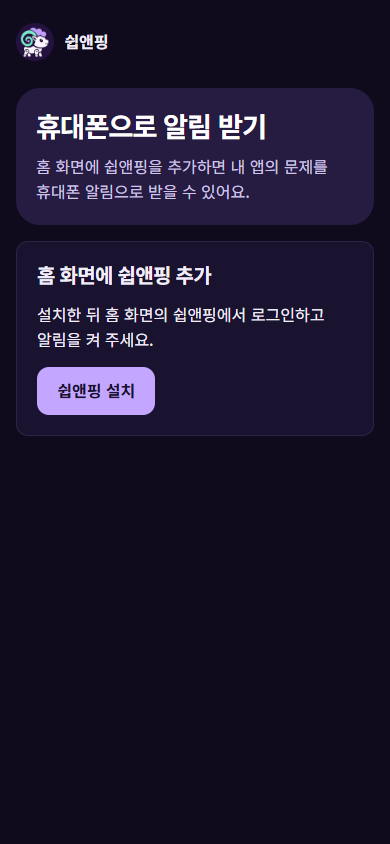 쉽앤핑
휴대폰으로 알림 받기
홈 화면에 쉽앤핑을 추가하면 내 앱의 문제를
휴대폰 알림으로 받을 수 있어요.
홈 화면에 쉽앤핑 추가
설치한 뒤 홈 화면의 쉽앤핑에서 로그인하고
알림을 켜 주세요.
쉽앤핑 설치